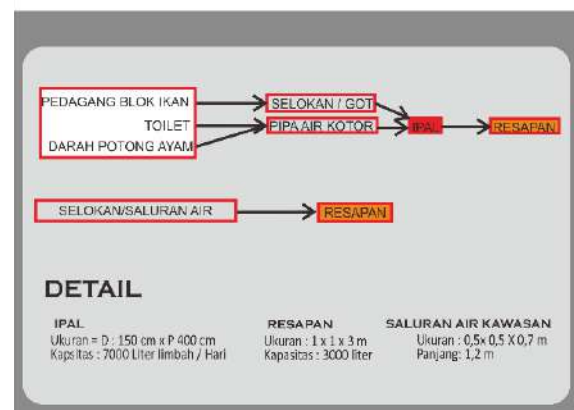 PEDAGANG BLOK IKAN
SELOKAN / GOT
TOILET
PIPA AIR KOTOR
IPAL
RESAPAN
DARAH POTONG AYAM
SELOKAN/SALURAN AIR
RESAPAN
DETAIL
IPAL
Ukuran = D : 150 cm x P 400 cm
Kapsitas : 7000 Liter limbah / Hari
RESAPAN
Ukuran : 1 x 1 x 3 m
Kapasitas : 3000 liter
SALURAN AIR KAWASAN
Ukuran : 0,5x 0,5 X 0,7 m
Panjang: 1,2 m